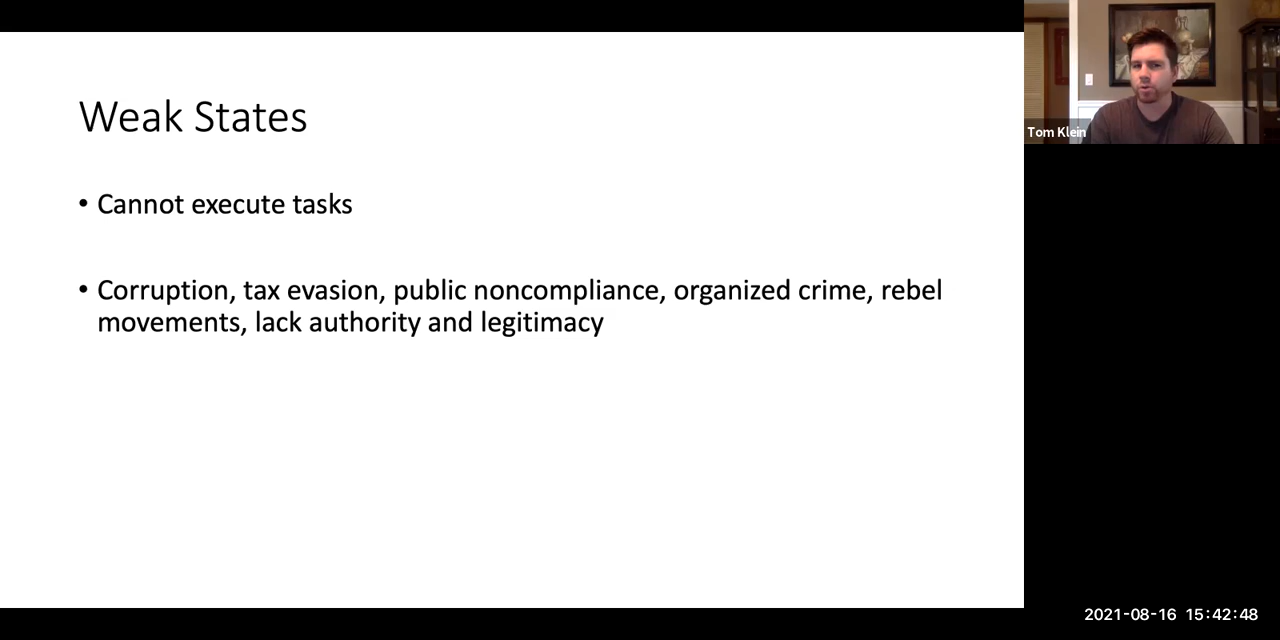 Weak States
• Cannot execute tasks
• Corruption, tax evasion, public noncompliance, organized crime, rebel
movements, lack authority and legitimacy
Tom Klein
2021-08-16 15:42:48